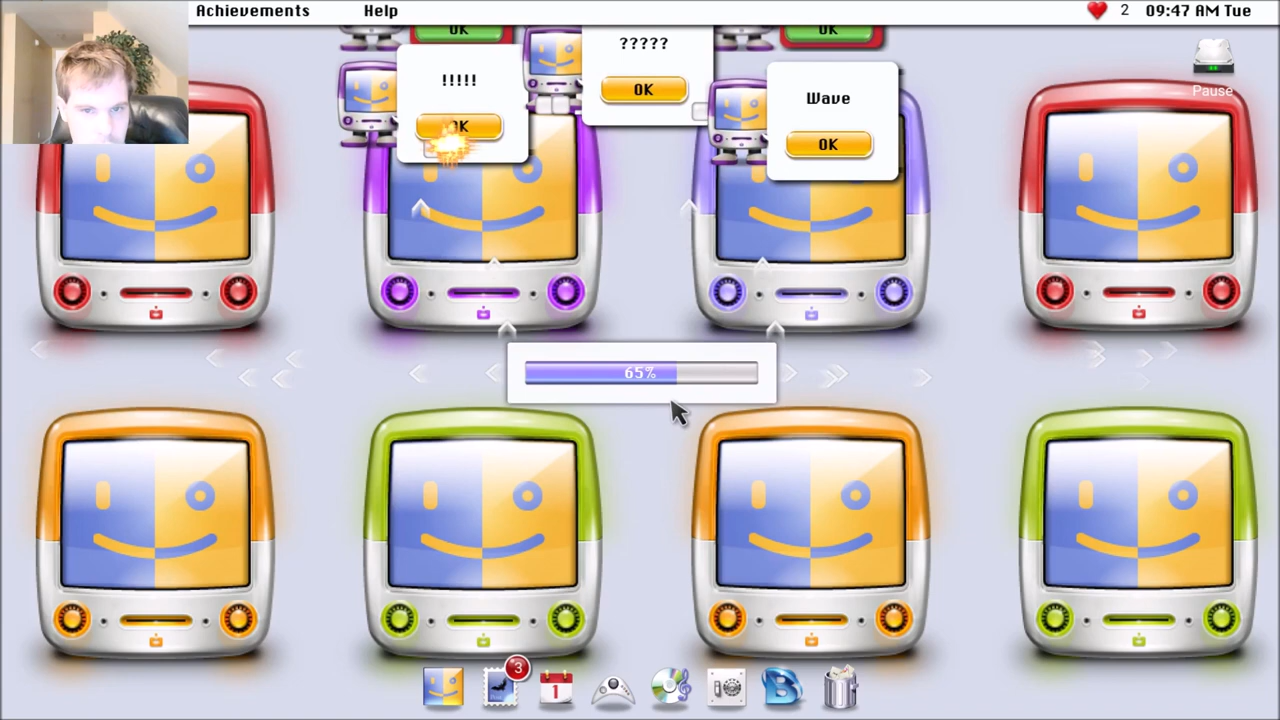 Achievements Help 2 09:47 AM Tue
OK OK
?????
!!!!!
OK
Pause
Wave
OK
OK
65%
3
1
B